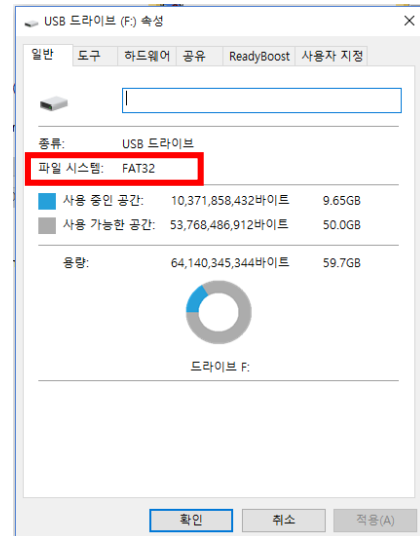 USB 드라이브 (F:) 속성
일반 도구 하드웨어 공유 ReadyBoost 사용자 지정
종류: USB 드라이브
파일 시스템: FAT32
사용 중인 공간: 10,371,858,432바이트 9.65GB
사용 가능한 공간: 53,768,486,912바이트 50.0GB
용량: 64,140,345,344바이트 59.7GB
드라이브 F:
확인 취소 적용(A)